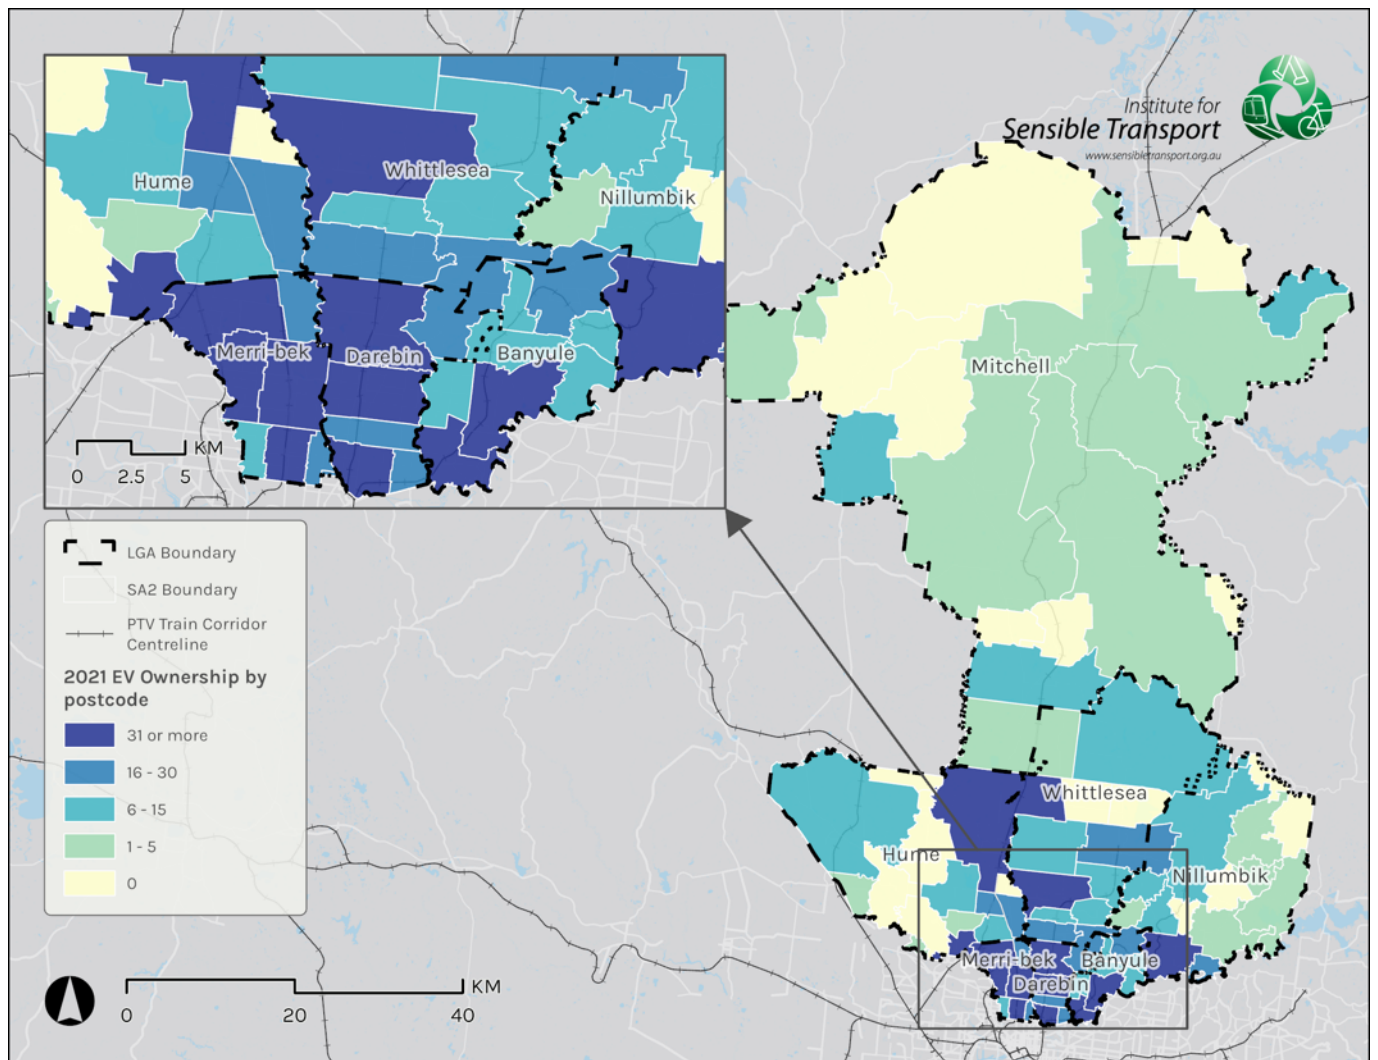 Hume
Whittlesea
Nillumbik
Merri-bek
Darebin
Banyule
KM
0 2.5 5
Institute for
Sensible Transport
www.sensibletransport.org.au
Mitchell
LGA Boundary
SA2 Boundary
PTV Train Corridor
Centreline
2021 EV Ownership by
postcode
31 or more
16 - 30
6 - 15
1 - 5
0
Whittlesea
Hume
Nillumbik
Merri-bek
Banyule
Darebin
KM
0 20 40